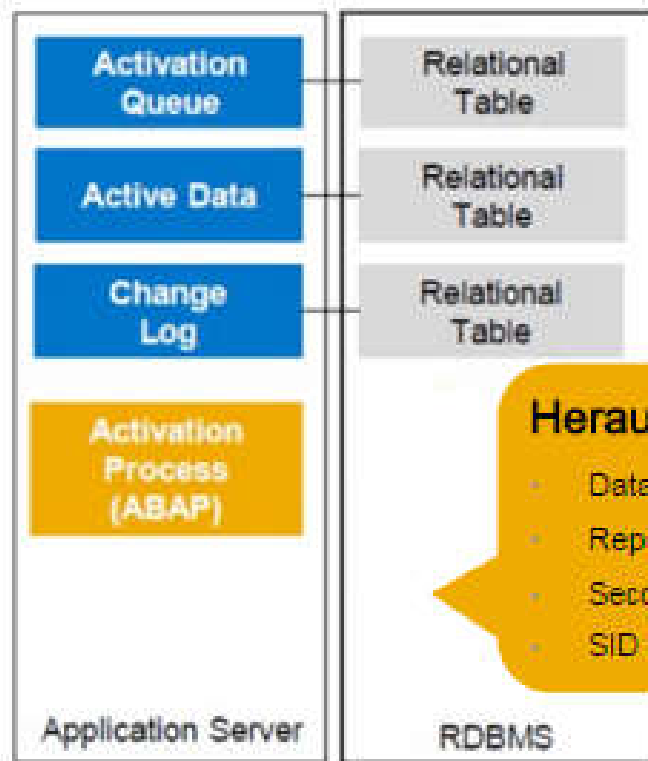 Activation
Queue
Relational
Table
Active Data
Relational
Table
Change
Log
Relational
Table
Activation
Process
(ABAP)
Herau
Data
Rep
Seco
SID
Application Server
RDBMS